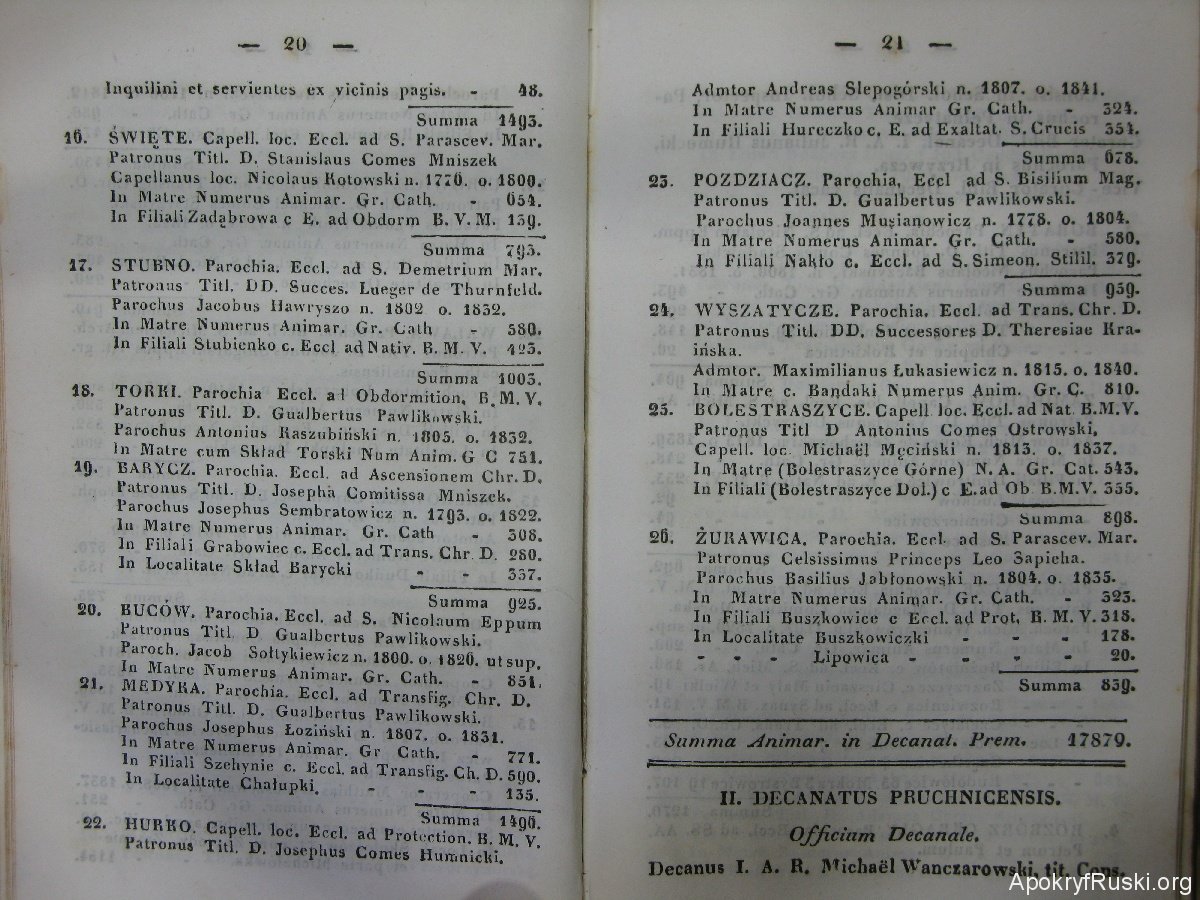 — 20 —
Inquilini et servientes ex vicinis pagis. - 48.
Summa 1493.
16. ŚWIĘTE. Capell. loc. Eccl. ad S. Parascev. Mar.
Patronus Titl. D. Stanislaus Comes Mniszek
Capellanus loc. Nicolaus Kotowski n. 1776. o. 1800.
In Matre Numerus Animar. Gr. Cath. - 654.
In Filiali Zadąbrowa c E. ad Obdorm B. V. M. 139.
Summa 793.
17. STUBNO. Parochia. Eccl. ad S. Demetrium Mar.
Patronus Titl. DD. Succes. Lueger de Thurnfeld.
Parochus Jacobus Hawryszo n. 1802 o. 1832.
In Matre Numerus Animar. Gr. Cath - 580.
In Filiali Stubienko c. Eccl ad Nativ. B. M. V. 423.
Summa 1003.
18. TORKI. Parochia Eccl. ad Obdormition. B. M. V.
Patronus Titl. D. Gualbertus Pawlikowski.
Parochus Antonius Kaszubiński n. 1805. o. 1832.
In Matre cum Skład Torski Num Anim. G C 751.
19. BARYCZ. Parochia. Eccl. ad Ascensionem Chr. D.
Patronus Titl. D. Josepha Comitissa Mniszek.
Parochus Josephus Sembratowicz n. 1793. o. 1822.
In Matre Numerus Animar. Gr. Cath - 308.
In Filiali Grabowiec c. Eccl. ad Trans. Chr D. 280.
In Localitate Skład Barycki - - 337.
Summa 925.
20. BUCÓW. Parochia. Eccl. ad S. Nicolaum Eppum
Patronus Titl. D Gualbertus Pawlikowski.
Paroch. Jacob Sołtykiewicz n. 1800. o. 1826. ut sup.
In Matre Numerus Animar. Gr. Cath. - 851.
21. MEDYKA. Parochia. Eccl. ad Transfig. Chr. D.
Patronus Titl. D. Gualbertus Pawlikowski.
Parochus Josephus Łoziński n. 1807. o. 1831.
In Matre Numerus Animar. Gr. Cath. - 771.
In Filiali Szehynie c. Eccl. ad Transfig. Ch. D. 590.
In Localitate Chałupki. - - 135.
Summa 1496.
22. HURKO. Capell. loc. Eccl. ad Protection. B. M. V.
Patronus Titl. D. Josephus Comes Humnicki.
— 21 —
Admtor Andreas Slepogórski n. 1807. o. 1841.
In Matre Numerus Animar Gr. Cath. - 324.
In Filiali Hureczko c. E. ad Exaltat. S. Crucis 354.
Summa 678.
23. POZDZIACZ. Parochia, Eccl ad S. Bisilium Mag.
Patronus Titl. D. Gualbertus Pawlikowski.
Parochus Joannes Musianowicz n. 1778. o. 1804.
In Matre Numerus Animar. Gr. Cath. - 580.
In Filiali Nakło c. Eccl. ad S. Simeon. Stilil. 379.
Summa 959.
24. WYSZATYCZE. Parochia, Eccl. ad Trans. Chr. D.
Patronus Titl. DD. Successores D. Theresiae Kra-
ińska.
Admtor. Maximilianus Łukasiewicz n. 1815. o. 1840.
In Matre c. Bandaki Numerus Anim. Gr. C. 810.
25. BOLESTRASZYCE. Capell loc. Eccl. ad Nat. B. M. V.
Patronus Titl D Antonius Comes Ostrowski,
Capell. loc. Michaël Męciński n. 1813. o. 1837.
In Matre (Bolestraszyce Górne) N. A. Gr. Cat. 543.
In Filiali (Bolestraszyce Dol.) c E. ad Ob. B. M. V. 355.
Summa 898.
26. ŻURAWICA. Parochia. Eccl. ad S. Parascev. Mar.
Patronus Celsissimus Princeps Leo Sapieha.
Parochus Basilius Jabłonowski n. 1804. o. 1835.
In Matre Numerus Animar. Gr. Cath. - 323.
In Filiali Buszkowice c Eccl. ad Prot. B. M. V. 318.
In Localitate Buszkowiczki - - - 178.
- - - Lipowica - - - - 20.
Summa 839.
Summa Animar. in Decanat. Prem. 17879.
II. DECANATUS PRUCHNICENSIS.
Officium Decanale.
Decanus I. A. R. Michaël Wanczarowski, tit. Cons.
ApokryfRuski.org